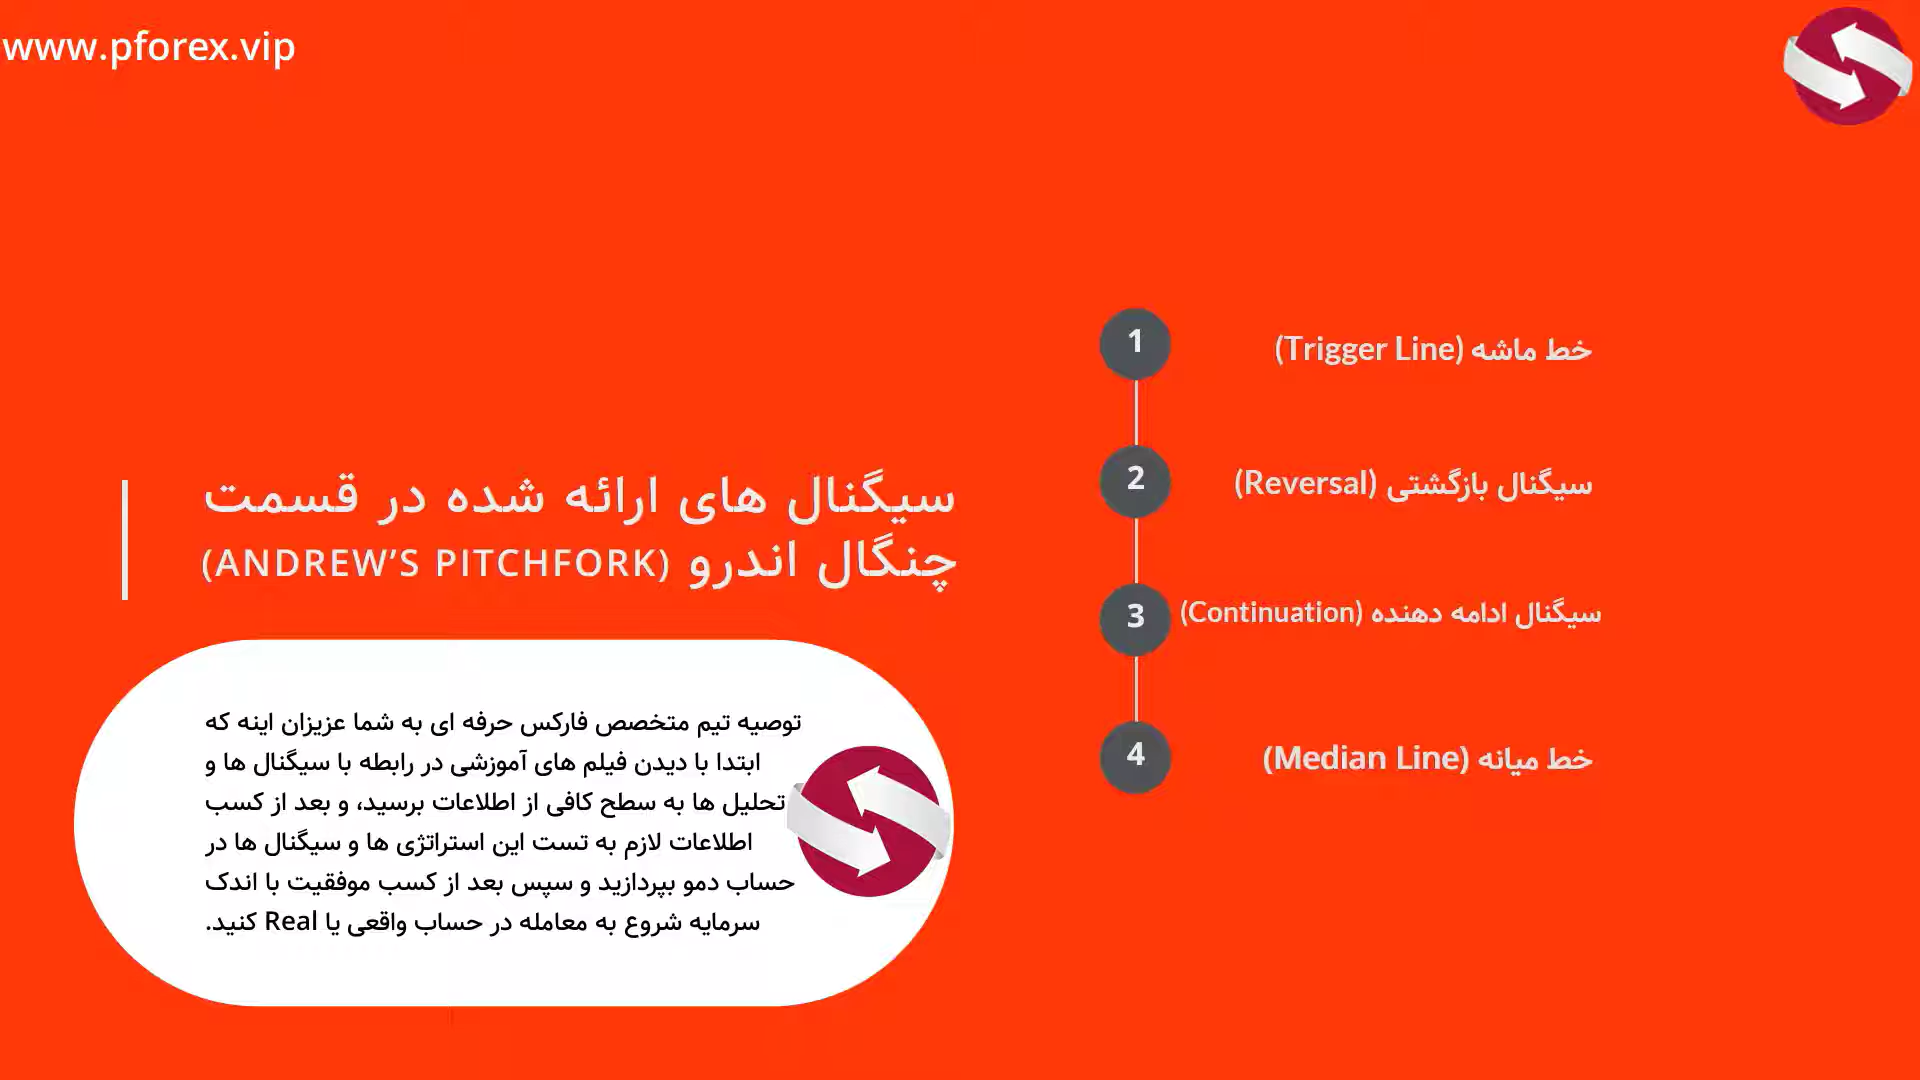 www.pforex.vip
سیگنال های ارائه شده در قسمت
چنگال اندرو (ANDREW’S PITCHFORK)
توصیه تیم متخصص فارکس حرفه ای به شما عزیزان اینه که
ابتدا با دیدن فیلم های آموزشی در رابطه با سیگنال ها و
تحلیل ها به سطح کافی از اطلاعات برسید، و بعد از کسب
اطلاعات لازم به تست این استراتژی ها و سیگنال ها در
حساب دمو بپردازید و سپس بعد از کسب موفقیت با اندک
سرمایه شروع به معامله در حساب واقعی یا Real کنید.
1 خط ماشه (Trigger Line)
2 سیگنال بازگشتی (Reversal)
3 سیگنال ادامه دهنده (Continuation)
4 خط میانه (Median Line)